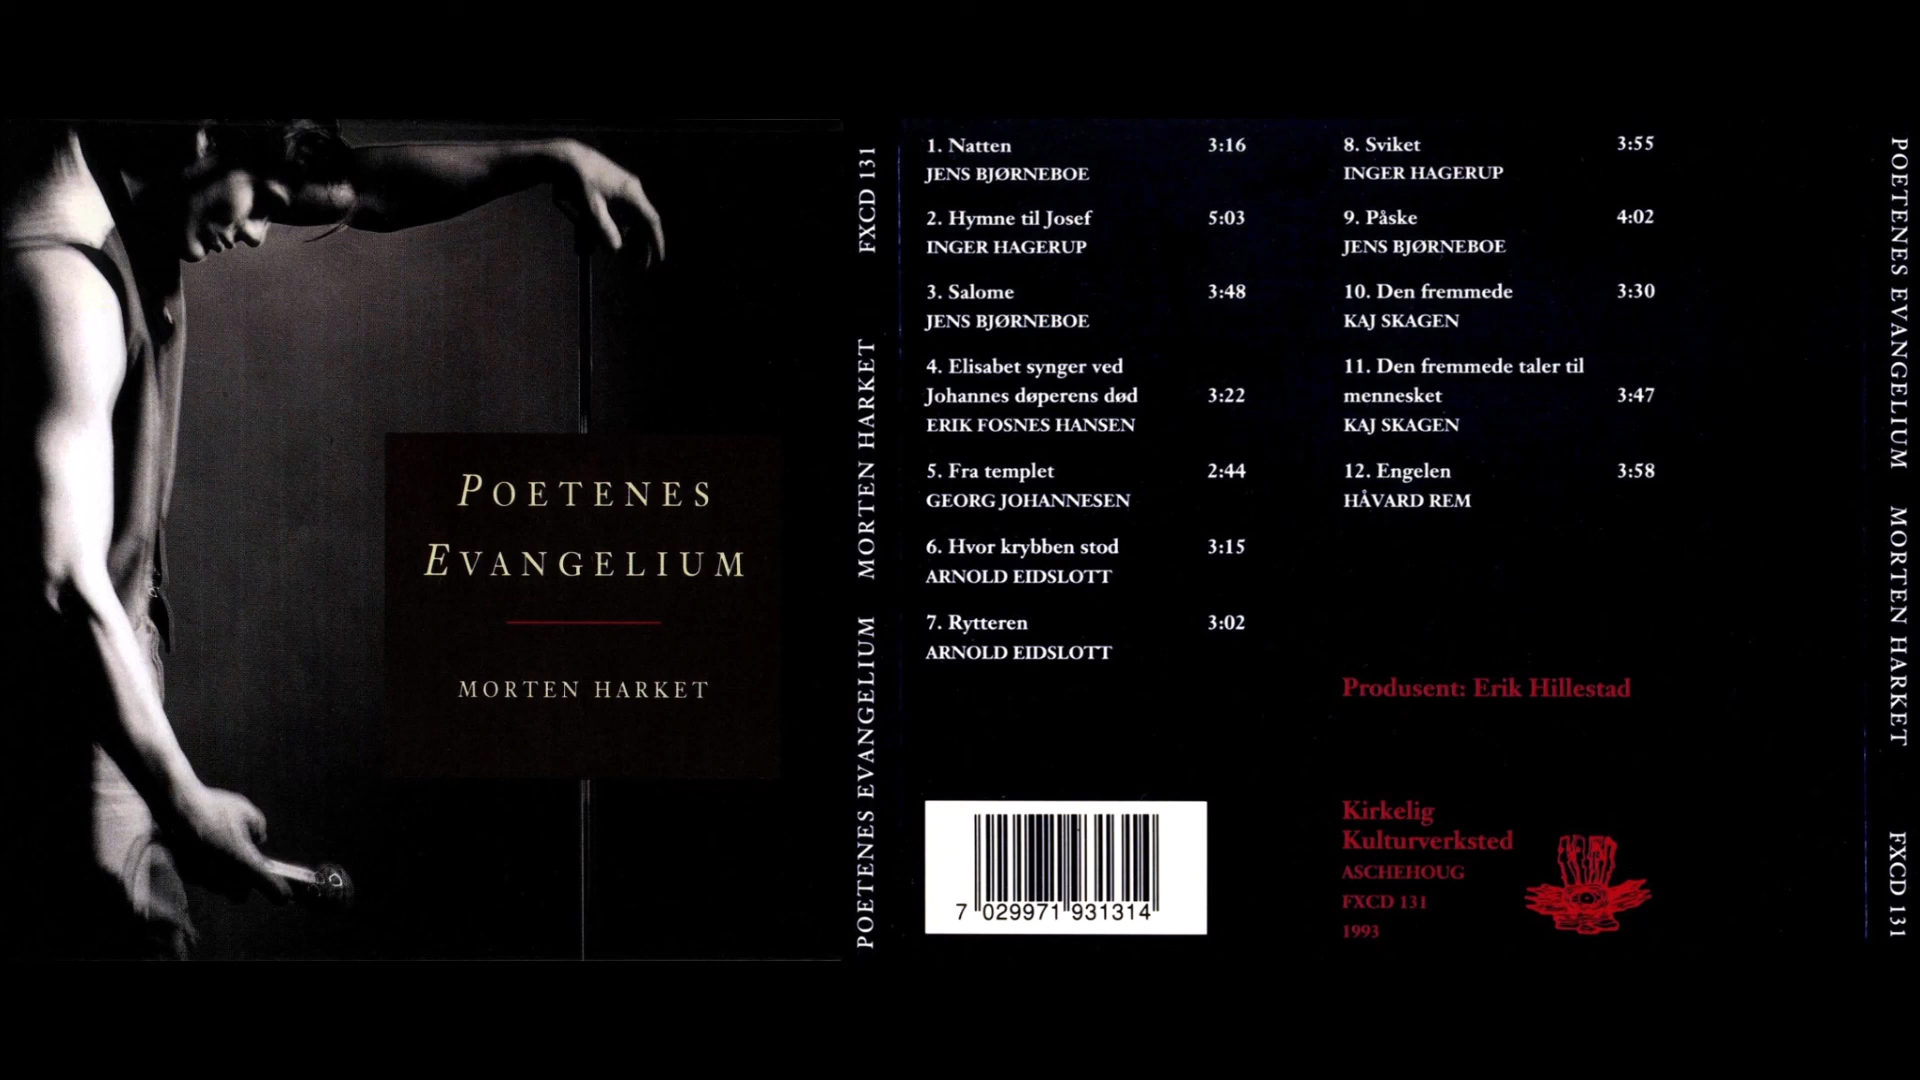 POETENES
EVANGELIUM
MORTEN HARKET
POETENES EVANGELIUM MORTEN HARKET FXCD 131
1. Natten 3:16
JENS BJØRNEBOE
2. Hymne til Josef 5:03
INGER HAGERUP
3. Salome 3:48
JENS BJØRNEBOE
4. Elisabet synger ved
Johannes døperens død 3:22
ERIK FOSNES HANSEN
5. Fra templet 2:44
GEORG JOHANNESEN
6. Hvor krybben stod 3:15
ARNOLD EIDSLOTT
7. Rytteren 3:02
ARNOLD EIDSLOTT
7 029971 931314
8. Sviket 3:55
INGER HAGERUP
9. Påske 4:02
JENS BJØRNEBOE
10. Den fremmede 3:30
KAJ SKAGEN
11. Den fremmede taler til
mennesket 3:47
KAJ SKAGEN
12. Engelen 3:58
HÅVARD REM
Produsent: Erik Hillestad
Kirkelig
Kulturverksted
ASCHEHOUG
FXCD 131
1993
POETENES EVANGELIUM MORTEN HARKET FXCD 131